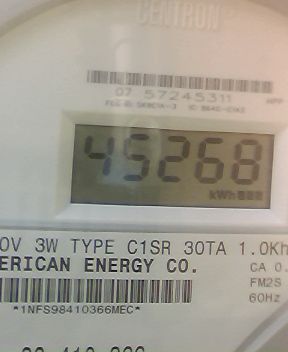 CENTRON
07 57245311
45268
kWh
0V 3W TYPE C1SR 30TA 1.0Kh
ERICAN ENERGY CO.
CA 0.
FM2S
60Hz
*1NFS98410366MEC*